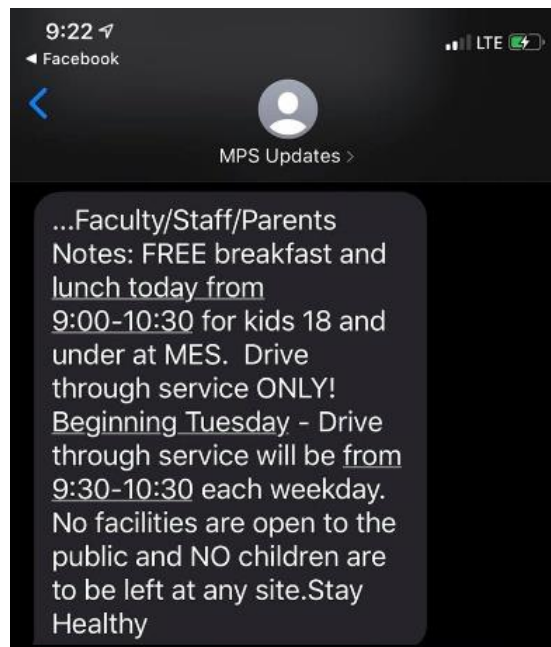 9:22
◀ Facebook
LTE
MPS Updates >
...Faculty/Staff/Parents
Notes: FREE breakfast and
lunch today from
9:00-10:30 for kids 18 and
under at MES.  Drive
through service ONLY!
Beginning Tuesday - Drive
through service will be from
9:30-10:30 each weekday.
No facilities are open to the
public and NO children are
to be left at any site.Stay
Healthy